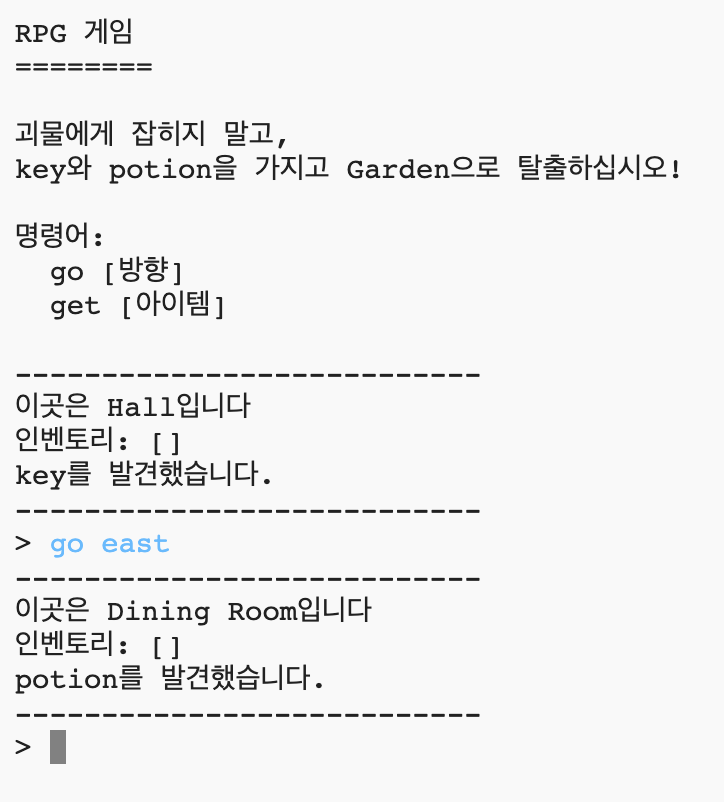 RPG 게임
========
괴물에게 잡히지 말고,
key와 potion을 가지고 Garden으로 탈출하십시오!
명령어:
  go [방향]
  get [아이템]
---------------------------
이곳은 Hall입니다
인벤토리: []
key를 발견했습니다.
---------------------------
> go east
---------------------------
이곳은 Dining Room입니다
인벤토리: []
potion를 발견했습니다.
---------------------------
>